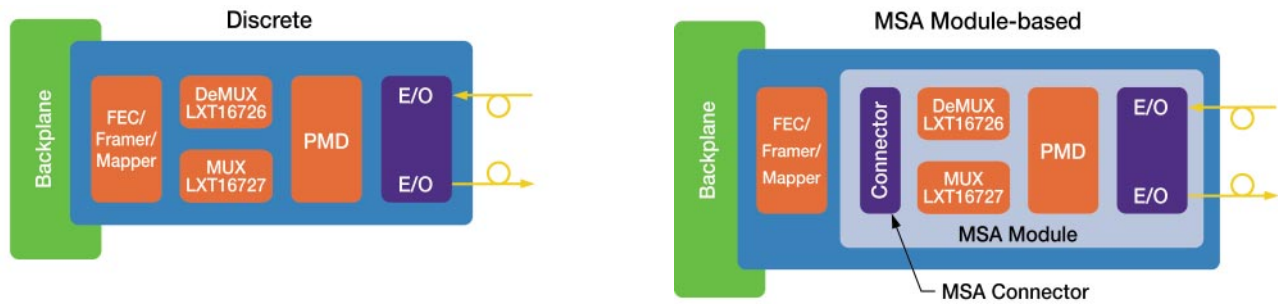 Discrete
Backplane
FEC/
Framer/
Mapper
DeMUX
LXT16726
MUX
LXT16727
PMD
E/O
E/O
MSA Module-based
Backplane
FEC/
Framer/
Mapper
Connector
DeMUX
LXT16726
MUX
LXT16727
PMD
E/O
E/O
MSA Module
MSA Connector